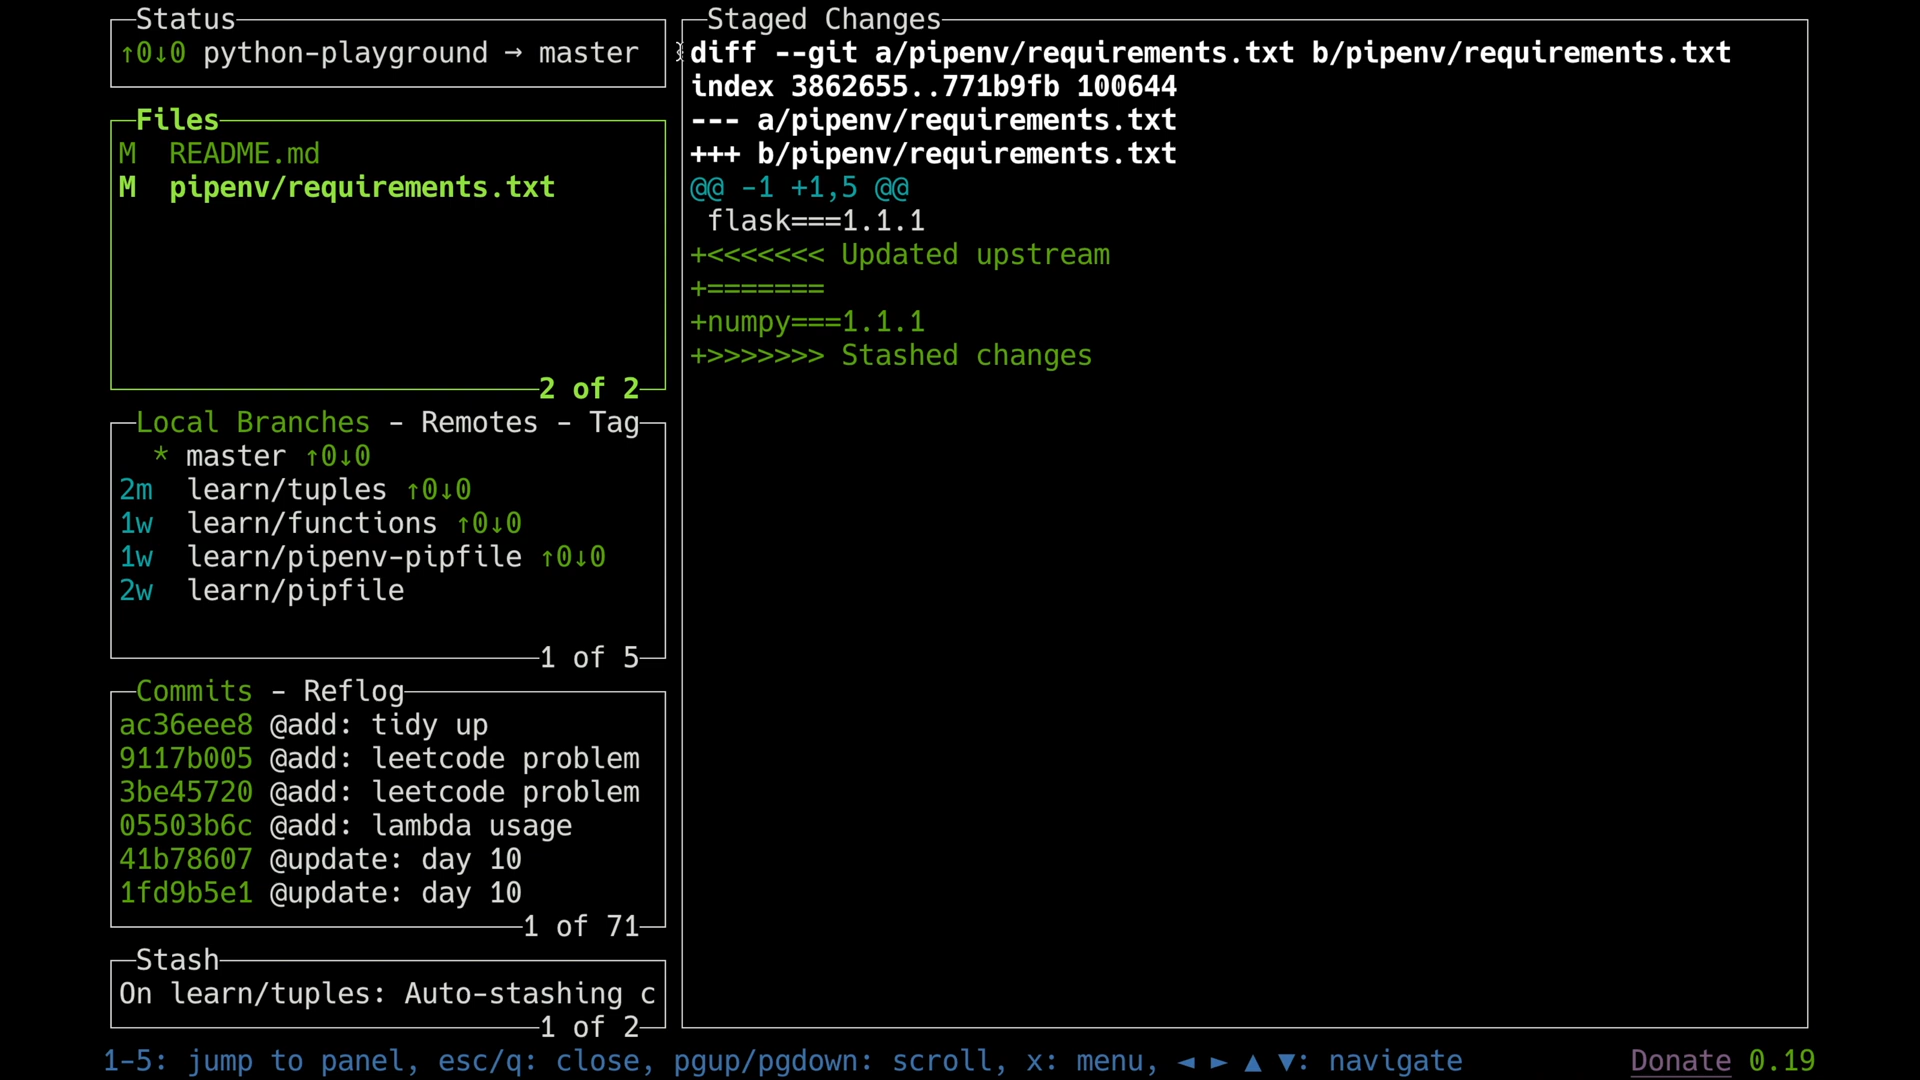 Status
↑0↓0 python-playground → master
Files
M README.md
M pipenv/requirements.txt
2 of 2
Local Branches - Remotes - Tag
* master ↑0↓0
2m learn/tuples ↑0↓0
1w learn/functions ↑0↓0
1w learn/pipenv-pipfile ↑0↓0
2w learn/pipfile
1 of 5
Commits - Reflog
ac36eee8 @add: tidy up
9117b005 @add: leetcode problem
3be45720 @add: leetcode problem
05503b6c @add: lambda usage
41b78607 @update: day 10
1fd9b5e1 @update: day 10
1 of 71
Stash
On learn/tuples: Auto-stashing c
1 of 2
Staged Changes
diff --git a/pipenv/requirements.txt b/pipenv/requirements.txt
index 3862655..771b9fb 100644
--- a/pipenv/requirements.txt
+++ b/pipenv/requirements.txt
@@ -1 +1,5 @@
flask===1.1.1
+<<<<<<< Updated upstream
+=======
+numpy===1.1.1
+>>>>>>> Stashed changes
1-5: jump to panel, esc/q: close, pgup/pgdown: scroll, x: menu, ◄ ► ▲ ▼: navigate
Donate 0.19